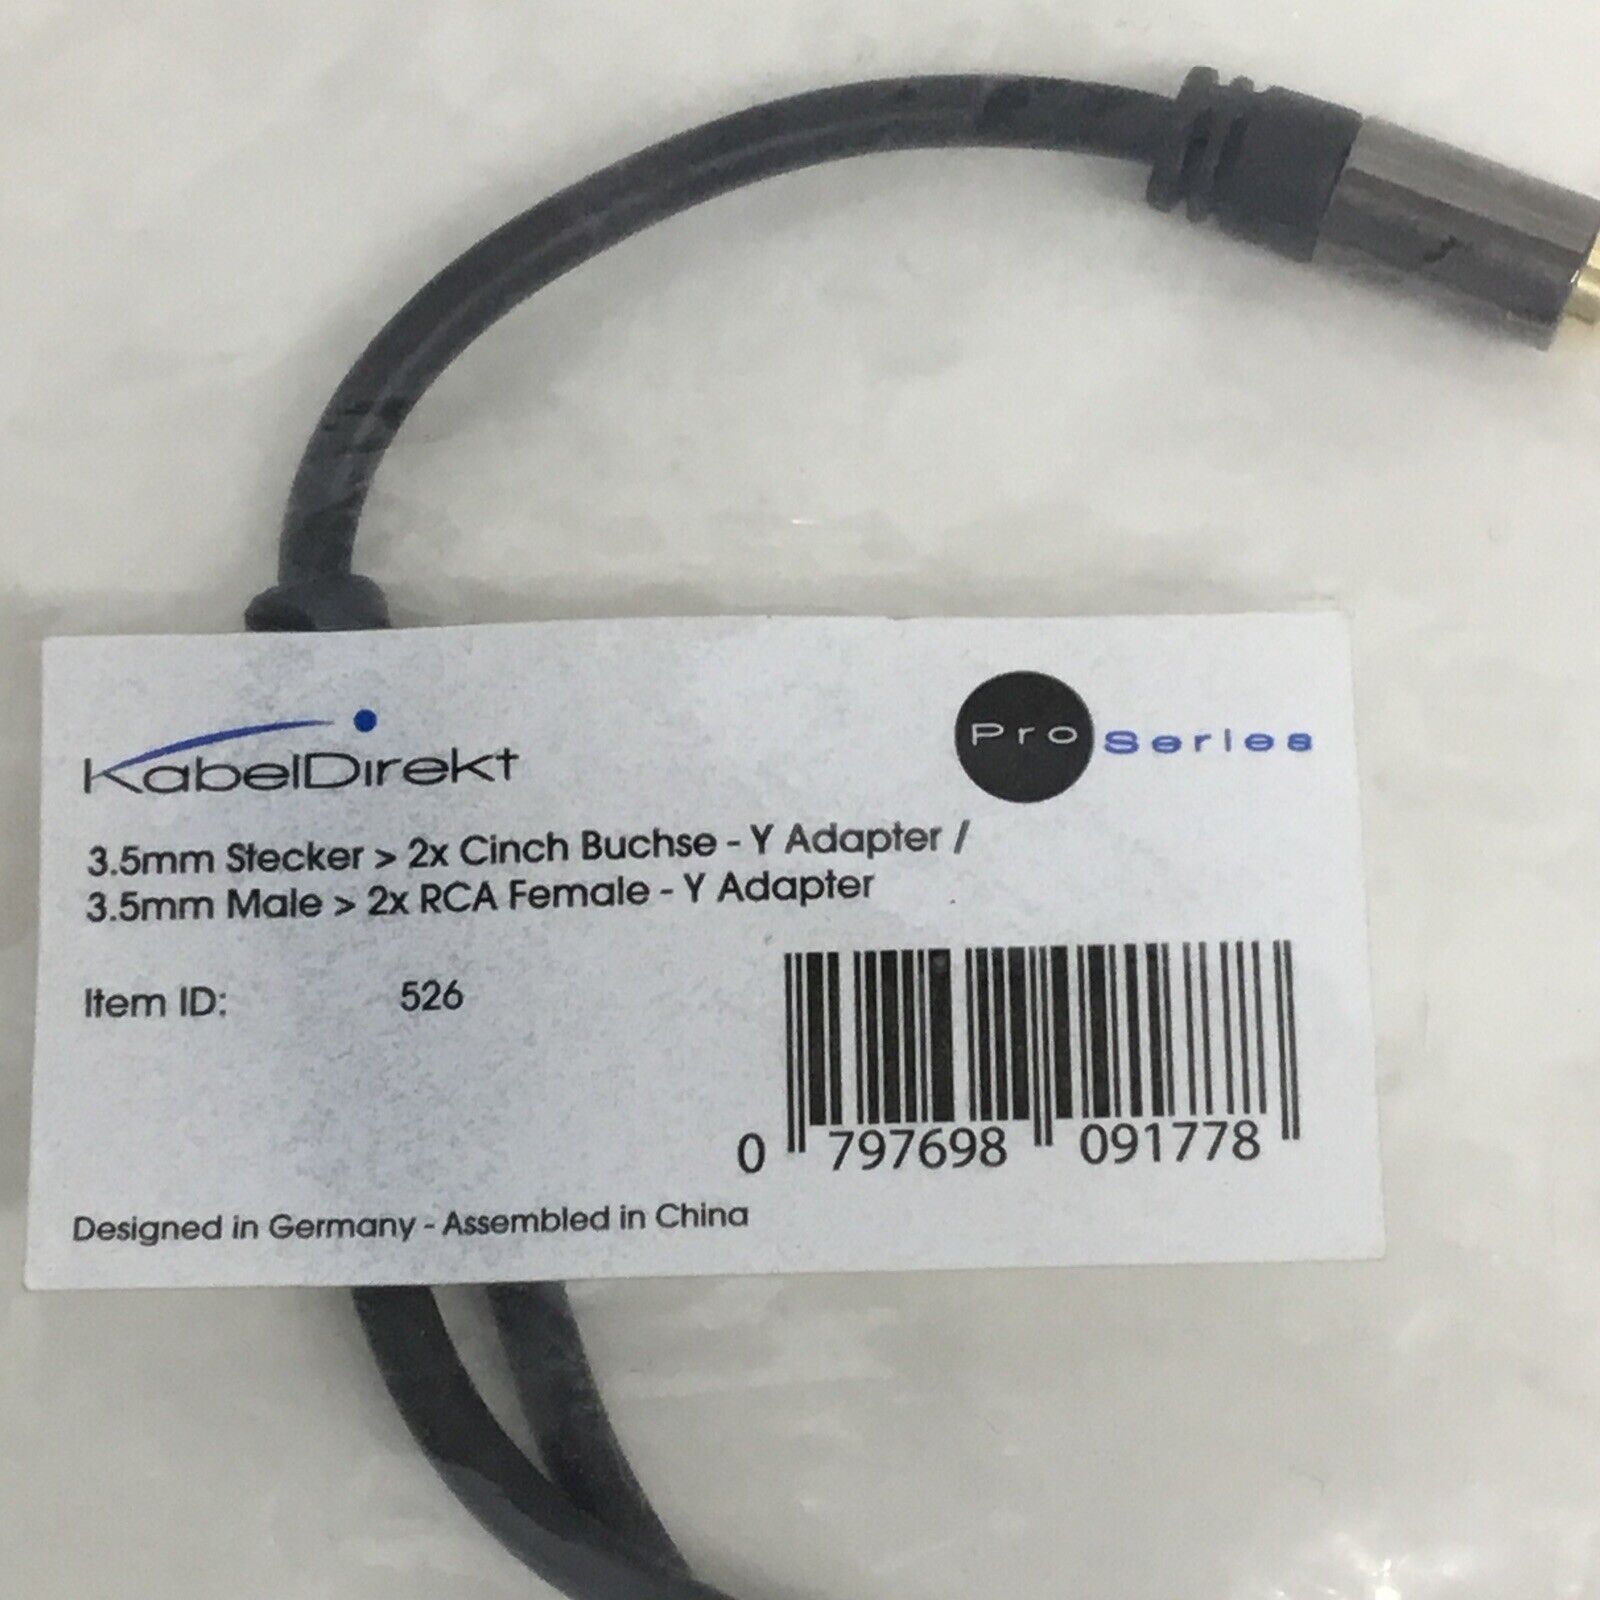 KabelDirekt
Pro Series
3.5mm Stecker > 2x Cinch Buchse - Y Adapter /
3.5mm Male > 2x RCA Female - Y Adapter
Item ID: 526
0 797698 091778
Designed in Germany - Assembled in China